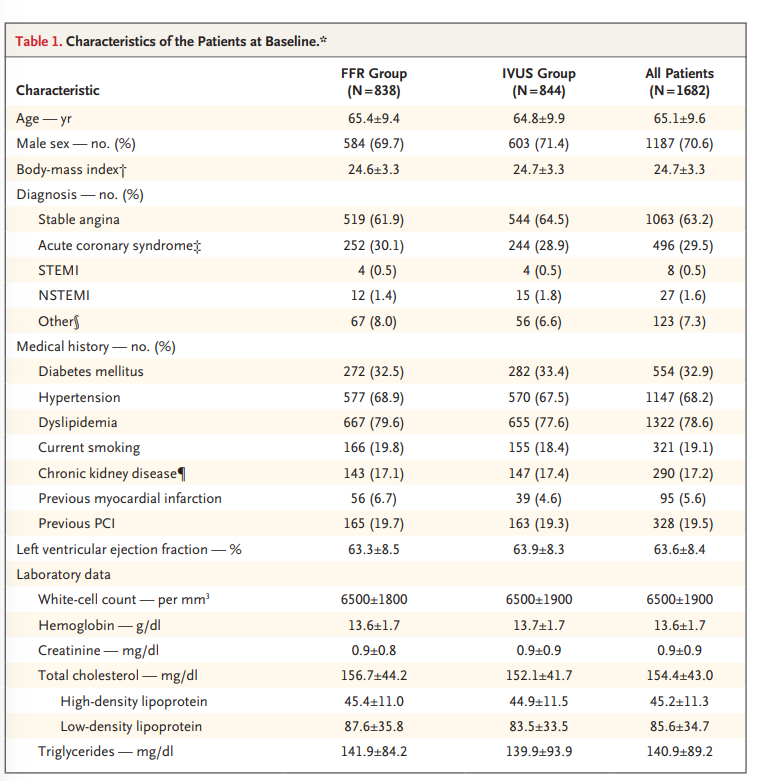 Table 1. Characteristics of the Patients at Baseline.*
Characteristic FFR Group (N=838) IVUS Group (N=844) All Patients (N=1682)
Age — yr 65.4±9.4 64.8±9.9 65.1±9.6
Male sex — no. (%) 584 (69.7) 603 (71.4) 1187 (70.6)
Body-mass index† 24.6±3.3 24.7±3.3 24.7±3.3
Diagnosis — no. (%)
Stable angina 519 (61.9) 544 (64.5) 1063 (63.2)
Acute coronary syndrome‡ 252 (30.1) 244 (28.9) 496 (29.5)
STEMI 4 (0.5) 4 (0.5) 8 (0.5)
NSTEMI 12 (1.4) 15 (1.8) 27 (1.6)
Other§ 67 (8.0) 56 (6.6) 123 (7.3)
Medical history — no. (%)
Diabetes mellitus 272 (32.5) 282 (33.4) 554 (32.9)
Hypertension 577 (68.9) 570 (67.5) 1147 (68.2)
Dyslipidemia 667 (79.6) 655 (77.6) 1322 (78.6)
Current smoking 166 (19.8) 155 (18.4) 321 (19.1)
Chronic kidney disease¶ 143 (17.1) 147 (17.4) 290 (17.2)
Previous myocardial infarction 56 (6.7) 39 (4.6) 95 (5.6)
Previous PCI 165 (19.7) 163 (19.3) 328 (19.5)
Left ventricular ejection fraction — % 63.3±8.5 63.9±8.3 63.6±8.4
Laboratory data
White-cell count — per mm³ 6500±1800 6500±1900 6500±1900
Hemoglobin — g/dl 13.6±1.7 13.7±1.7 13.6±1.7
Creatinine — mg/dl 0.9±0.8 0.9±0.9 0.9±0.9
Total cholesterol — mg/dl 156.7±44.2 152.1±41.7 154.4±43.0
High-density lipoprotein 45.4±11.0 44.9±11.5 45.2±11.3
Low-density lipoprotein 87.6±35.8 83.5±33.5 85.6±34.7
Triglycerides — mg/dl 141.9±84.2 139.9±93.9 140.9±89.2